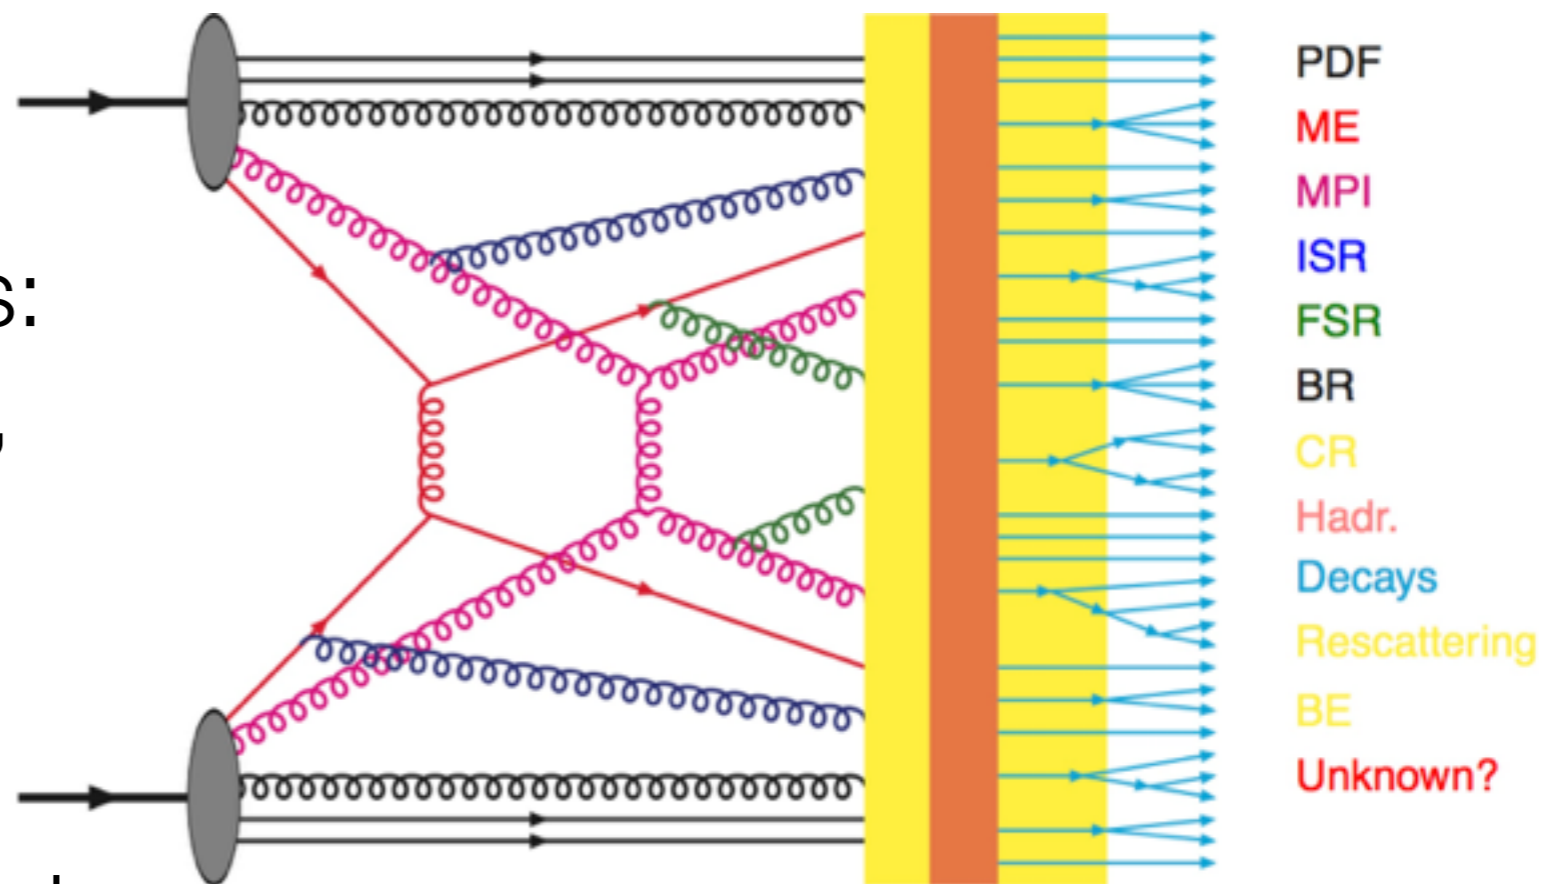 s:
,
PDF
ME
MPI
ISR
FSR
BR
CR
Hadr.
Decays
Rescattering
BE
Unknown?